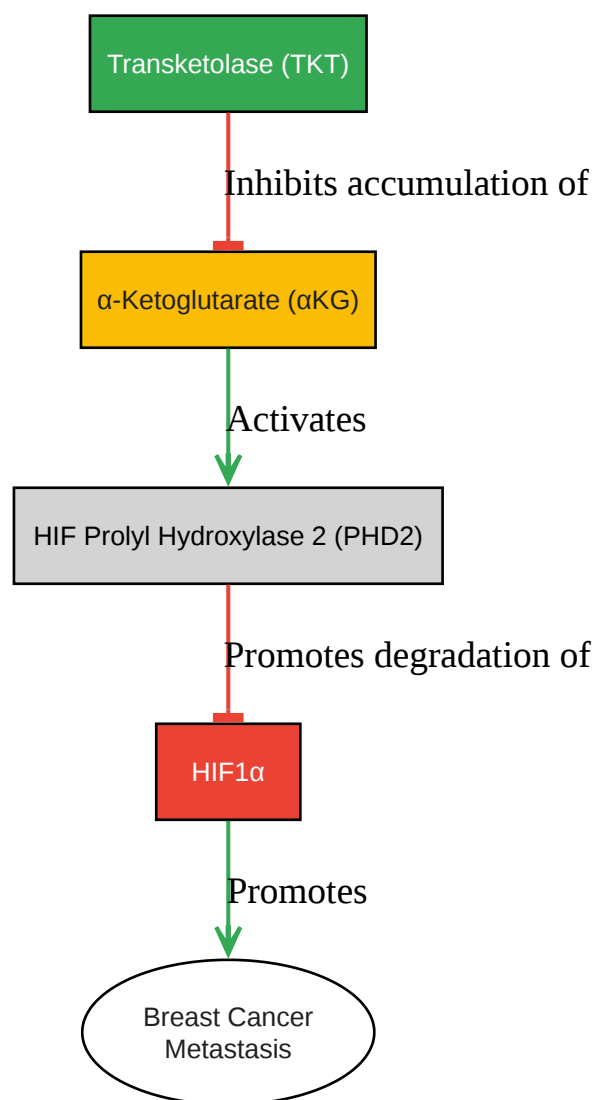 Transketolase (TKT)
Inhibits accumulation of
α-Ketoglutarate (αKG)
Activates
HIF Prolyl Hydroxylase 2 (PHD2)
Promotes degradation of
HIF1α
Promotes
Breast Cancer
Metastasis